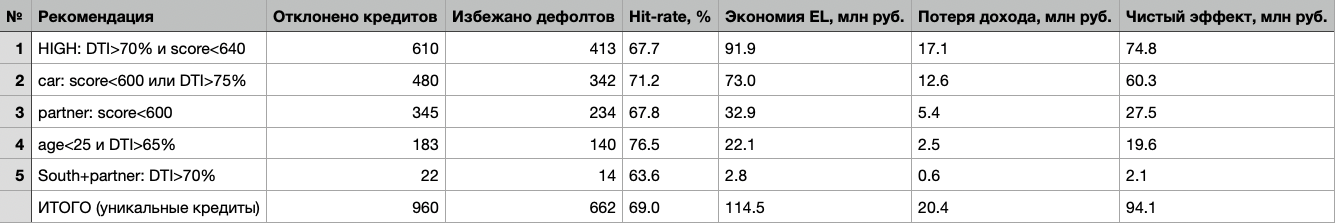 № Рекомендация Отклонено кредитов Избежано дефолтов Hit-rate, % Экономия EL, млн руб. Потеря дохода, млн руб. Чистый эффект, млн руб.
1 HIGH: DTI>70% и score<640 610 413 67.7 91.9 17.1 74.8
2 car: score<600 или DTI>75% 480 342 71.2 73.0 12.6 60.3
3 partner: score<600 345 234 67.8 32.9 5.4 27.5
4 age<25 и DTI>65% 183 140 76.5 22.1 2.5 19.6
5 South+partner: DTI>70% 22 14 63.6 2.8 0.6 2.1
ИТОГО (уникальные кредиты) 960 662 69.0 114.5 20.4 94.1